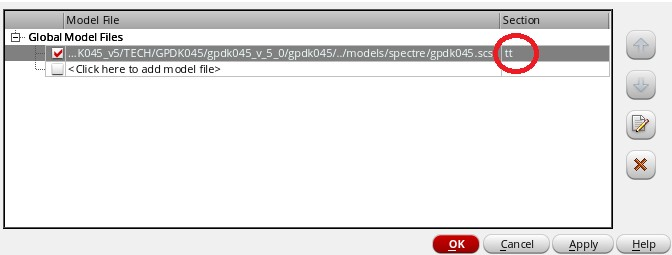 Model File Section
Global Model Files
...K045_v5/TECH/GPDK045/gpdk045_v_5_0/gpdk045/../models/spectre/gpdk045.scs tt
<Click here to add model file>
OK Cancel Apply Help